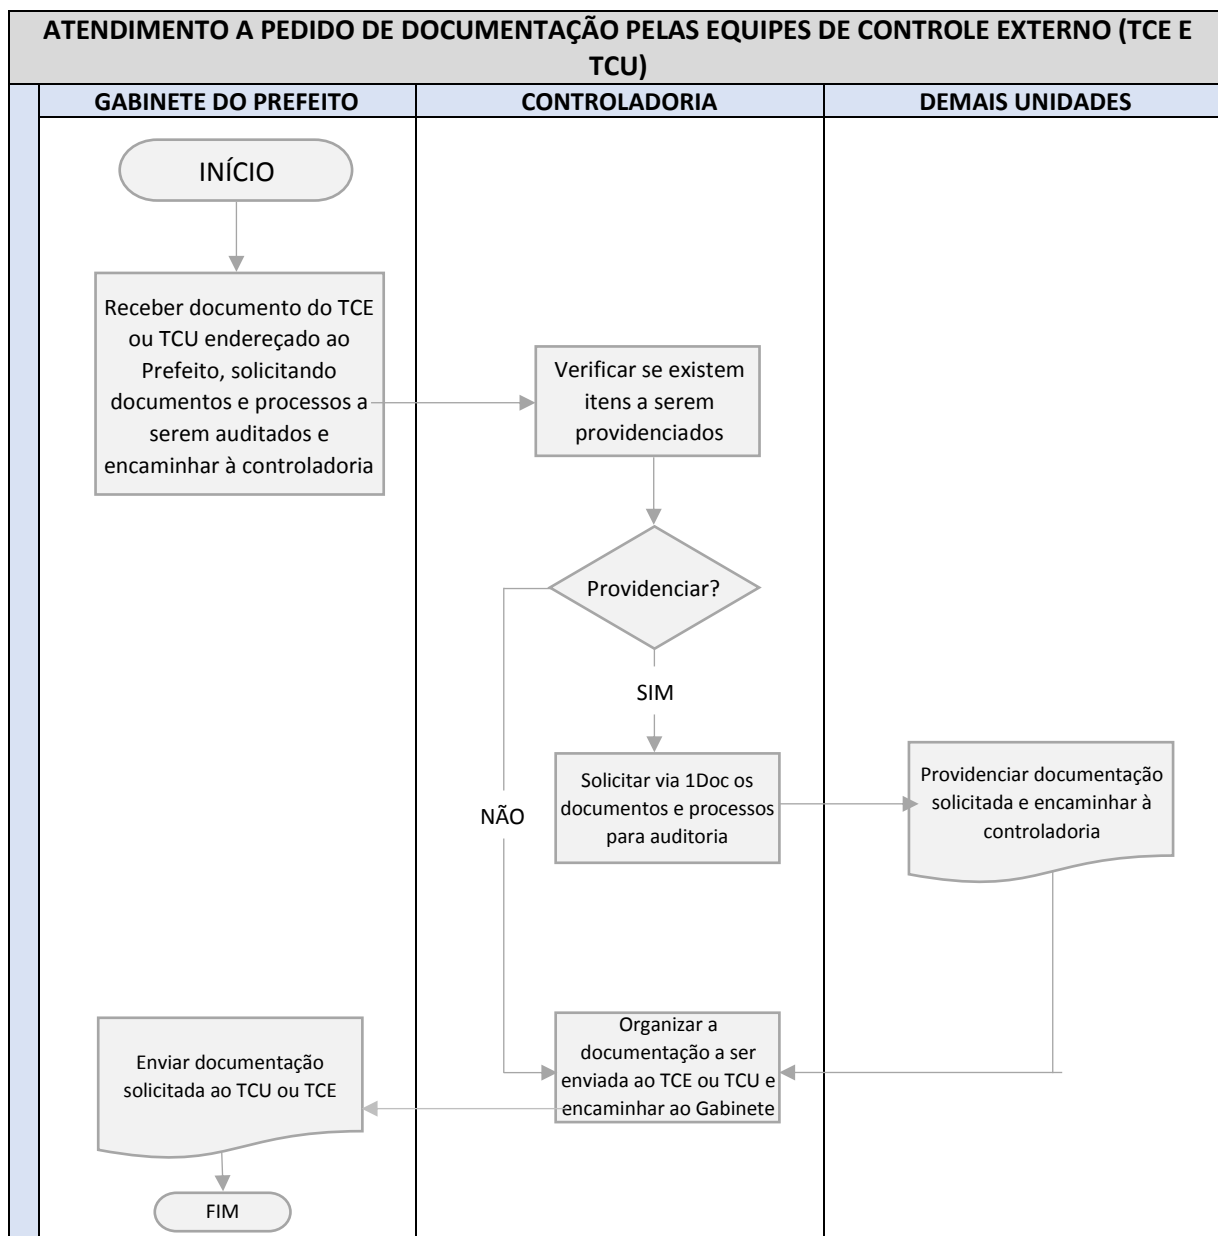 ATENDIMENTO A PEDIDO DE DOCUMENTAÇÃO PELAS EQUIPES DE CONTROLE EXTERNO (TCE E
TCU)
GABINETE DO PREFEITO
CONTROLADORIA
DEMAIS UNIDADES
INÍCIO
Receber documento do TCE
ou TCU endereçado ao
Prefeito, solicitando
documentos e processos a
serem auditados e
encaminhar à controladoria
Verificar se existem
itens a serem
providenciados
Providenciar?
SIM
NÃO
Solicitar via 1Doc os
documentos e processos
para auditoria
Providenciar documentação
solicitada e encaminhar à
controladoria
Organizar a
documentação a ser
enviada ao TCE ou TCU e
encaminhar ao Gabinete
Enviar documentação
solicitada ao TCU ou TCE
FIM